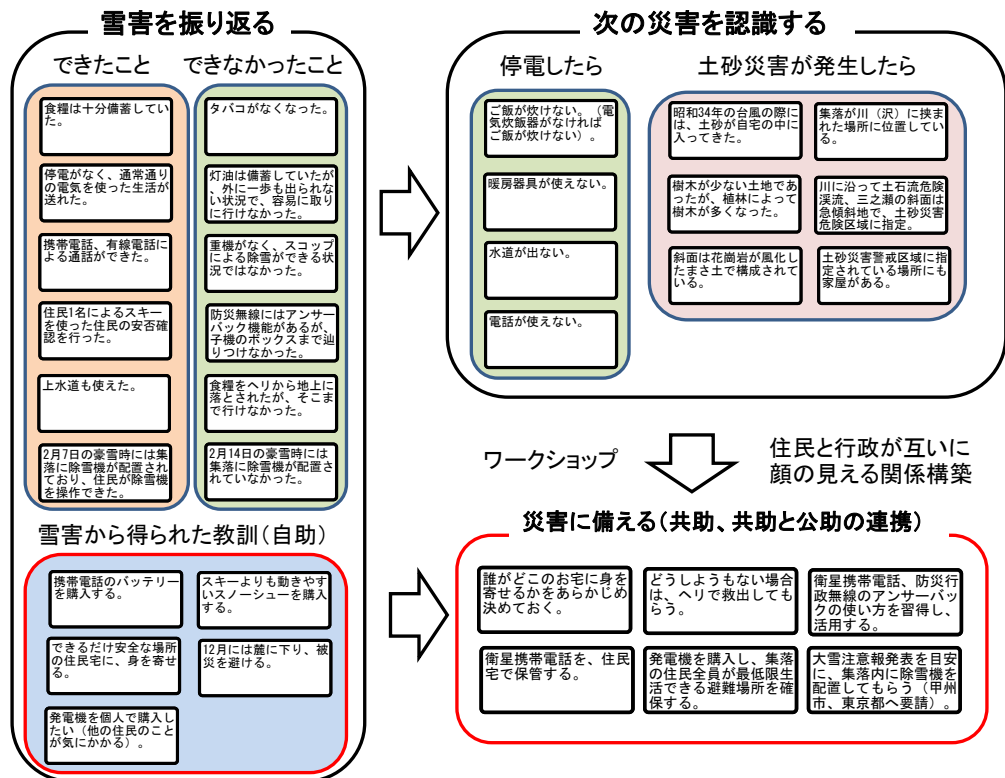 雪害を振り返る
できたこと
できなかったこと
食糧は十分備蓄してい
た。
停電がなく、通常通り
の電気を使った生活が
送れた。
携帯電話、有線電話に
よる通話ができた。
住民1名によるスキー
を使った住民の安否確
認を行った。
上水道も使えた。
2月7日の豪雪時には集
落に除雪機が配置され
ており、住民が除雪機
を操作できた。
タバコがなくなった。
灯油は備蓄していたが、
外に一歩も出られな
い状況で、容易に取り
に行けなかった。
重機がなく、スコップ
による除雪ができる状
況ではなかった。
防災無線にはアンサー
バック機能があるが、
子機のボックスまで辿
りつけなかった。
食糧をヘリから地上に
落とされたが、そこま
で行けなかった。
2月14日の豪雪時には
集落に除雪機が配置さ
れていなかった。
雪害から得られた教訓(自助)
携帯電話のバッテリー
を購入する。
スキーよりも動きやす
いスノーシューを購入
する。
できるだけ安全な場所
の住民宅に、身を寄せ
る。
12月には麓に下り、被
災を避ける。
発電機を個人で購入し
たい（他の住民のこと
が気にかかる）。
次の災害を認識する
停電したら
土砂災害が発生したら
ご飯が炊けない。（電
気炊飯器がなければ
ご飯が炊けない）。
暖房器具が使えない。
水道が出ない。
電話が使えない。
昭和34年の台風の際に
は、土砂が自宅の中に
入ってきた。
集落が川（沢）に挟ま
れた場所に位置してい
る。
樹木が少ない土地であ
ったが、植林によって
樹木が多くなった。
川に沿って土石流危険
渓流、三之瀬の斜面は
急傾斜地で、土砂災害
危険区域に指定。
斜面は花崗岩が風化し
たまさ土で構成されて
いる。
土砂災害警戒区域に指
定されている場所にも
家屋がある。
ワークショップ
住民と行政が互いに
顔の見える関係構築
災害に備える(共助、共助と公助の連携)
誰がどこのお宅に身を
寄せるかをあらかじめ
決めておく。
どうしようもない場合
は、ヘリで救出しても
らう。
衛星携帯電話、防災行
政無線のアンサーバッ
クの使い方を習得し、
活用する。
衛星携帯電話を、住民
宅で保管する。
発電機を購入し、集落
の住民全員が最低限生
活できる避難場所を確
保する。
大雪注意報発表を目安
に、集落内に除雪機を
配置してもらう（甲州
市、東京都へ要請）。